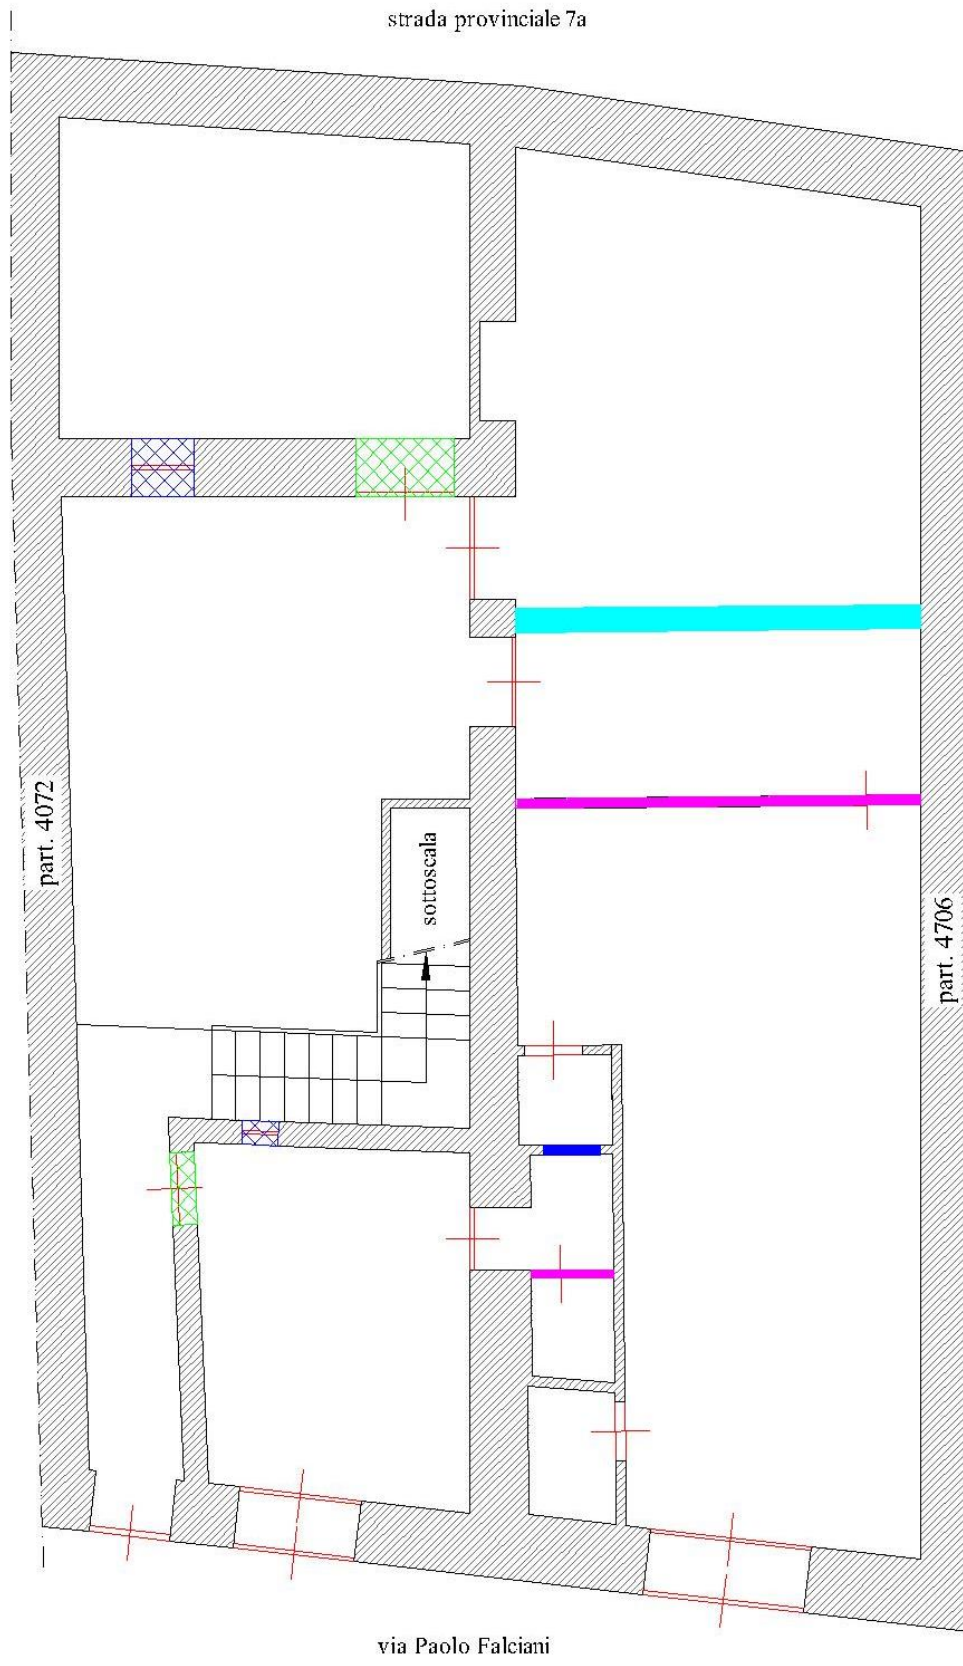 strada provinciale 7a
part. 4072
sottoscala
part. 4706
via Paolo Falciani